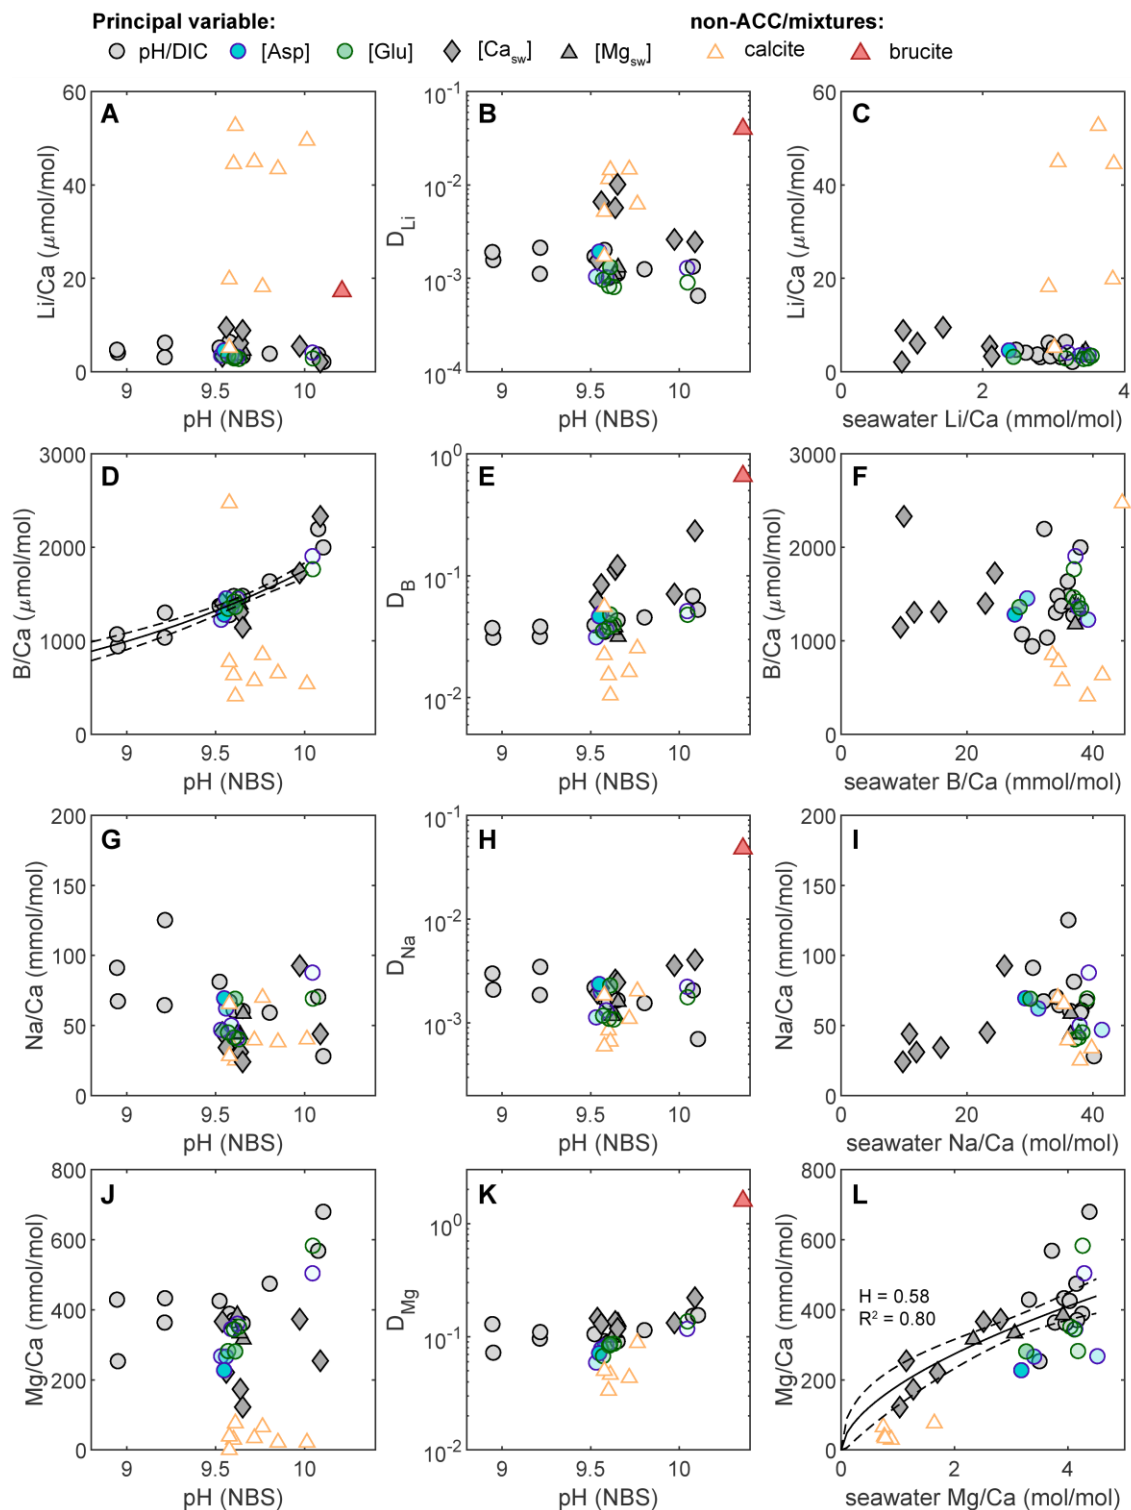 Principal variable: non-ACC/mixtures:
pH/DIC [Asp] [Glu] [Ca_sw] [Mg_sw] calcite brucite
A
60
40
20
0
Li/Ca (μmol/mol)
9 9.5 10
pH (NBS)
B
10^-1
10^-2
10^-3
10^-4
D_Li
9 9.5 10
pH (NBS)
C
60
40
20
0
Li/Ca (μmol/mol)
0 2 4
seawater Li/Ca (mmol/mol)
D
3000
2000
1000
0
B/Ca (μmol/mol)
9 9.5 10
pH (NBS)
E
10^0
10^-1
10^-2
D_B
9 9.5 10
pH (NBS)
F
3000
2000
1000
0
B/Ca (μmol/mol)
0 20 40
seawater B/Ca (mmol/mol)
G
200
150
100
50
0
Na/Ca (mmol/mol)
9 9.5 10
pH (NBS)
H
10^-1
10^-2
10^-3
D_Na
9 9.5 10
pH (NBS)
I
200
150
100
50
0
Na/Ca (mmol/mol)
0 20 40
seawater Na/Ca (mol/mol)
J
800
600
400
200
0
Mg/Ca (mmol/mol)
9 9.5 10
pH (NBS)
K
10^0
10^-1
10^-2
D_Mg
9 9.5 10
pH (NBS)
L
800
600
400
200
0
Mg/Ca (mmol/mol)
H = 0.58
R² = 0.80
0 2 4
seawater Mg/Ca (mol/mol)